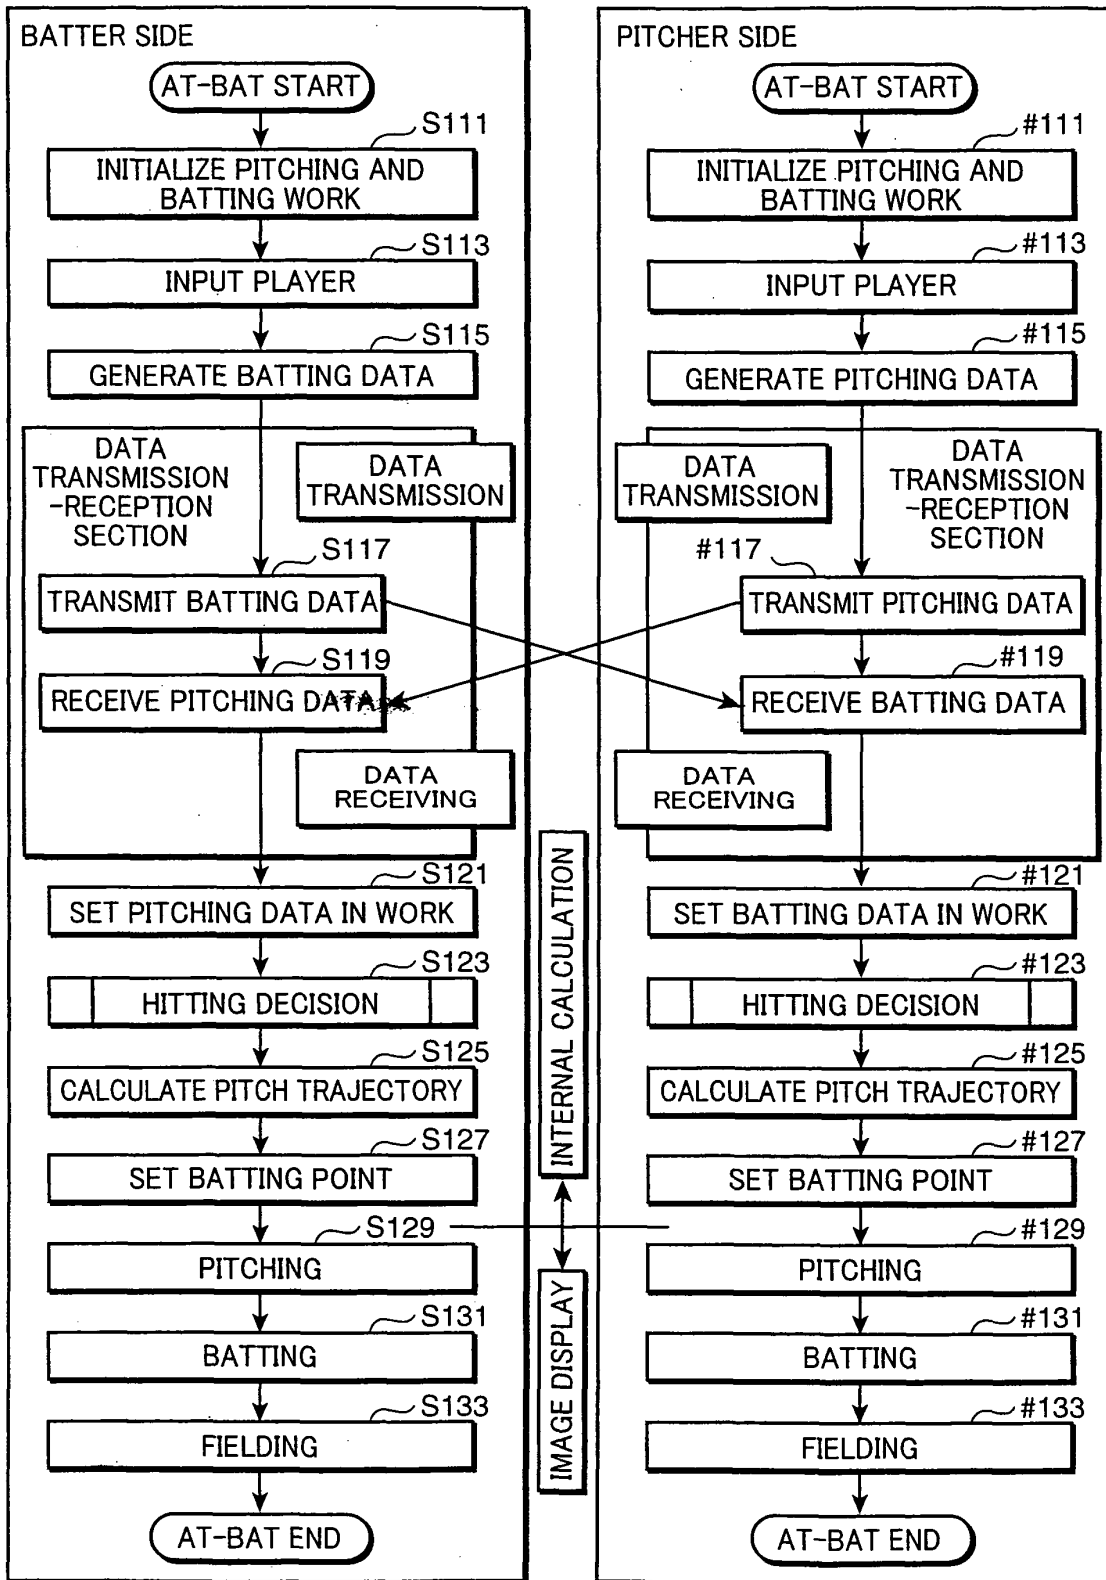 BATTER SIDE
AT-BAT START
S111
INITIALIZE PITCHING AND
BATTING WORK
S113
INPUT PLAYER
S115
GENERATE BATTING DATA
DATA
TRANSMISSION
-RECEPTION
SECTION
DATA
TRANSMISSION
S117
TRANSMIT BATTING DATA
S119
RECEIVE PITCHING DATA
DATA
RECEIVING
S121
SET PITCHING DATA IN WORK
S123
HITTING DECISION
S125
CALCULATE PITCH TRAJECTORY
S127
SET BATTING POINT
S129
PITCHING
S131
BATTING
S133
FIELDING
AT-BAT END
INTERNAL CALCULATION
IMAGE DISPLAY
PITCHER SIDE
AT-BAT START
#111
INITIALIZE PITCHING AND
BATTING WORK
#113
INPUT PLAYER
#115
GENERATE PITCHING DATA
DATA
TRANSMISSION
DATA
TRANSMISSION
-RECEPTION
SECTION
#117
TRANSMIT PITCHING DATA
#119
RECEIVE BATTING DATA
DATA
RECEIVING
#121
SET BATTING DATA IN WORK
#123
HITTING DECISION
#125
CALCULATE PITCH TRAJECTORY
#127
SET BATTING POINT
#129
PITCHING
#131
BATTING
#133
FIELDING
AT-BAT END